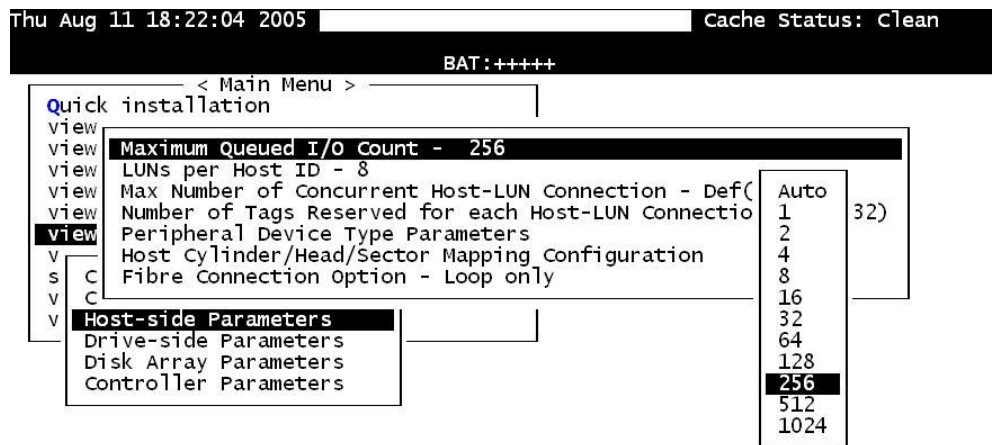 Thu Aug 11 18:22:04 2005 Cache Status: Clean
BAT:+++++
< Main Menu >
Quick installation
view
view Maximum Queued I/O Count - 256
view LUNs per Host ID - 8
view Max Number of Concurrent Host-LUN Connection - Def( Auto
view Number of Tags Reserved for each Host-LUN Connectio 1 32)
view Peripheral Device Type Parameters 2
v Host Cylinder/Head/Sector Mapping Configuration 4
s C Fibre Connection Option - Loop only 8
v C 16
v Host-side Parameters 32
Drive-side Parameters 64
Disk Array Parameters 128
Controller Parameters 256
512
1024